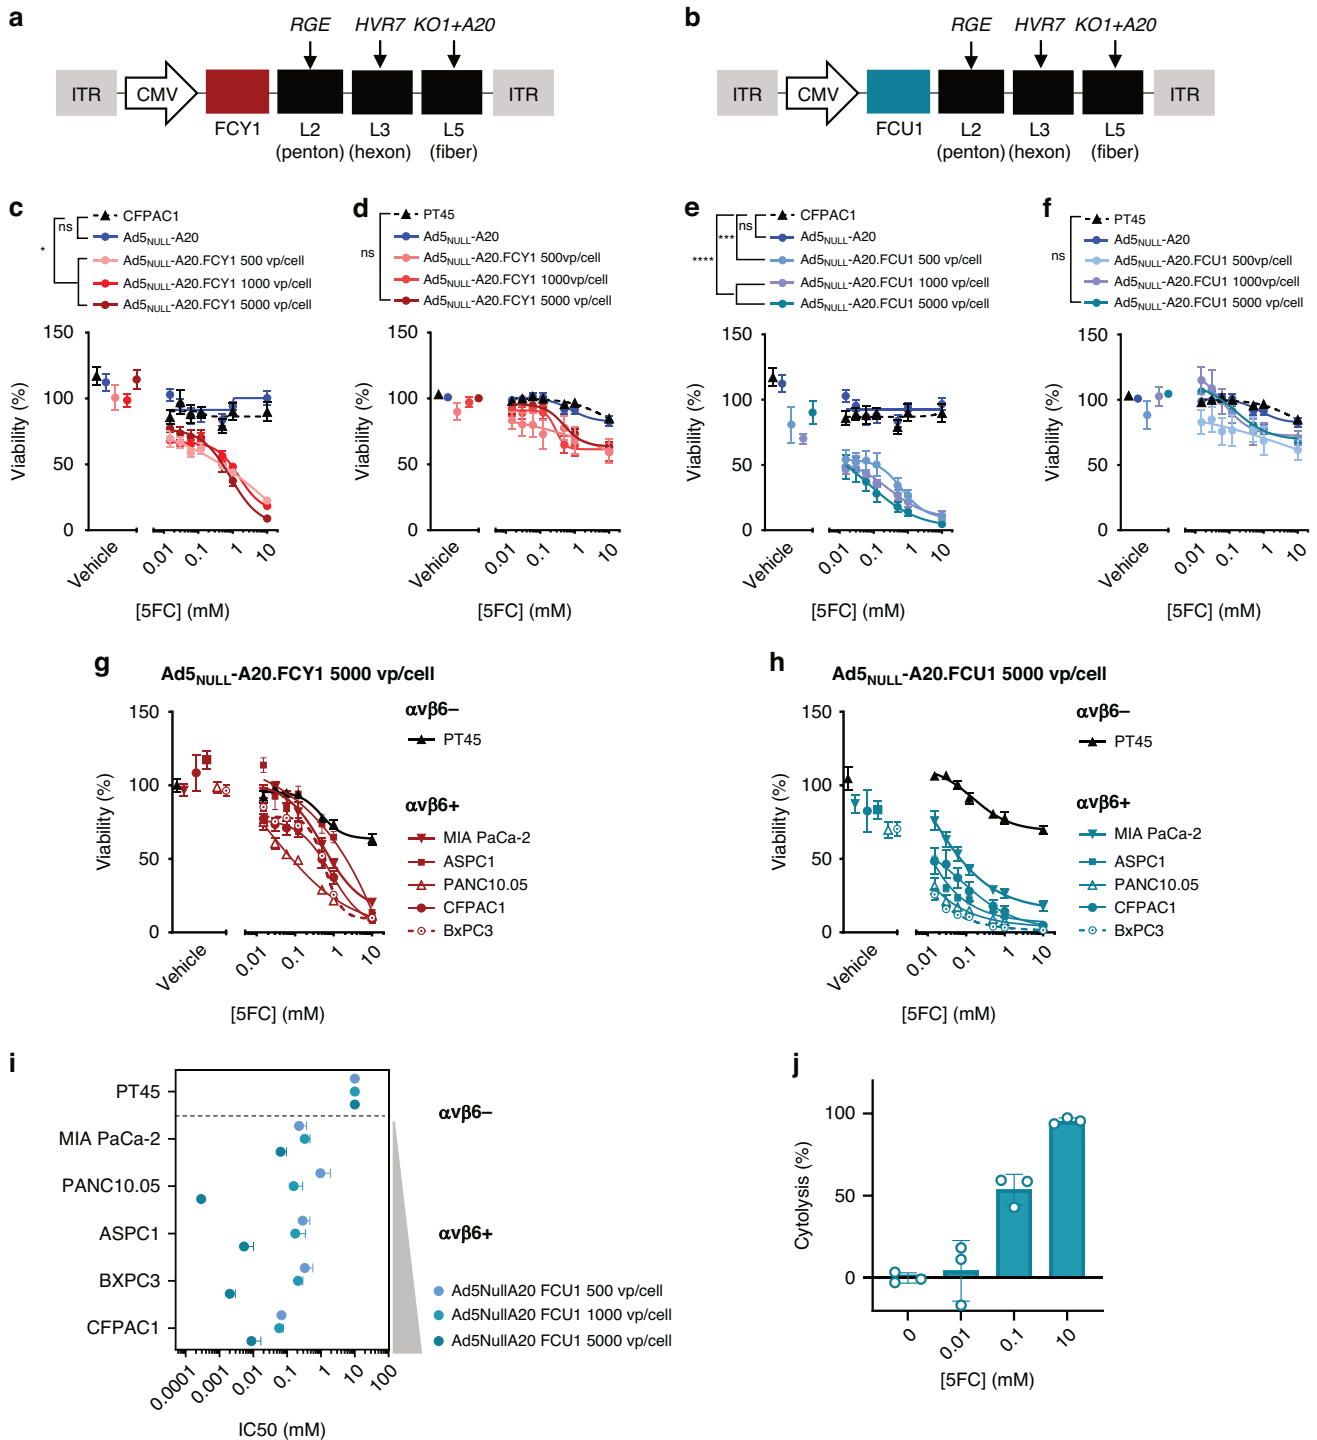 a
RGE HVR7 KO1+A20
ITR CMV ITR
FCY1 L2 L3 L5
(penton) (hexon) (fiber)
b
RGE HVR7 KO1+A20
ITR CMV ITR
FCU1 L2 L3 L5
(penton) (hexon) (fiber)
c
ns
*
CFPAC1
Ad5NULL-A20
Ad5NULL-A20.FCY1 500 vp/cell
Ad5NULL-A20.FCY1 1000 vp/cell
Ad5NULL-A20.FCY1 5000 vp/cell
Viability (%)
150
100
50
0
Vehicle 0.01 0.1 1 10
[5FC] (mM)
d
ns
PT45
Ad5NULL-A20
Ad5NULL-A20.FCY1 500vp/cell
Ad5NULL-A20.FCY1 1000vp/cell
Ad5NULL-A20.FCY1 5000 vp/cell
Viability (%)
150
100
50
0
Vehicle 0.01 0.1 1 10
[5FC] (mM)
e
ns
***
****
CFPAC1
Ad5NULL-A20
Ad5NULL-A20.FCU1 500 vp/cell
Ad5NULL-A20.FCU1 1000 vp/cell
Ad5NULL-A20.FCU1 5000 vp/cell
Viability (%)
150
100
50
0
Vehicle 0.01 0.1 1 10
[5FC] (mM)
f
ns
PT45
Ad5NULL-A20
Ad5NULL-A20.FCU1 500vp/cell
Ad5NULL-A20.FCU1 1000vp/cell
Ad5NULL-A20.FCU1 5000 vp/cell
Viability (%)
150
100
50
0
Vehicle 0.01 0.1 1 10
[5FC] (mM)
g
Ad5NULL-A20.FCY1 5000 vp/cell
Viability (%)
150
100
50
0
Vehicle 0.01 0.1 1 10
[5FC] (mM)
αvβ6−
PT45
αvβ6+
MIA PaCa-2
ASPC1
PANC10.05
CFPAC1
BxPC3
h
Ad5NULL-A20.FCU1 5000 vp/cell
Viability (%)
150
100
50
0
Vehicle 0.01 0.1 1 10
[5FC] (mM)
αvβ6−
PT45
αvβ6+
MIA PaCa-2
ASPC1
PANC10.05
CFPAC1
BxPC3
i
PT45
MIA PaCa-2
PANC10.05
ASPC1
BXPC3
CFPAC1
0.0001 0.001 0.01 0.1 1 10 100
IC50 (mM)
αvβ6−
αvβ6+
Ad5NullA20 FCU1 500 vp/cell
Ad5NullA20 FCU1 1000 vp/cell
Ad5NullA20 FCU1 5000 vp/cell
j
Cytolysis (%)
100
50
0
0 0.01 0.1 10
[5FC] (mM)